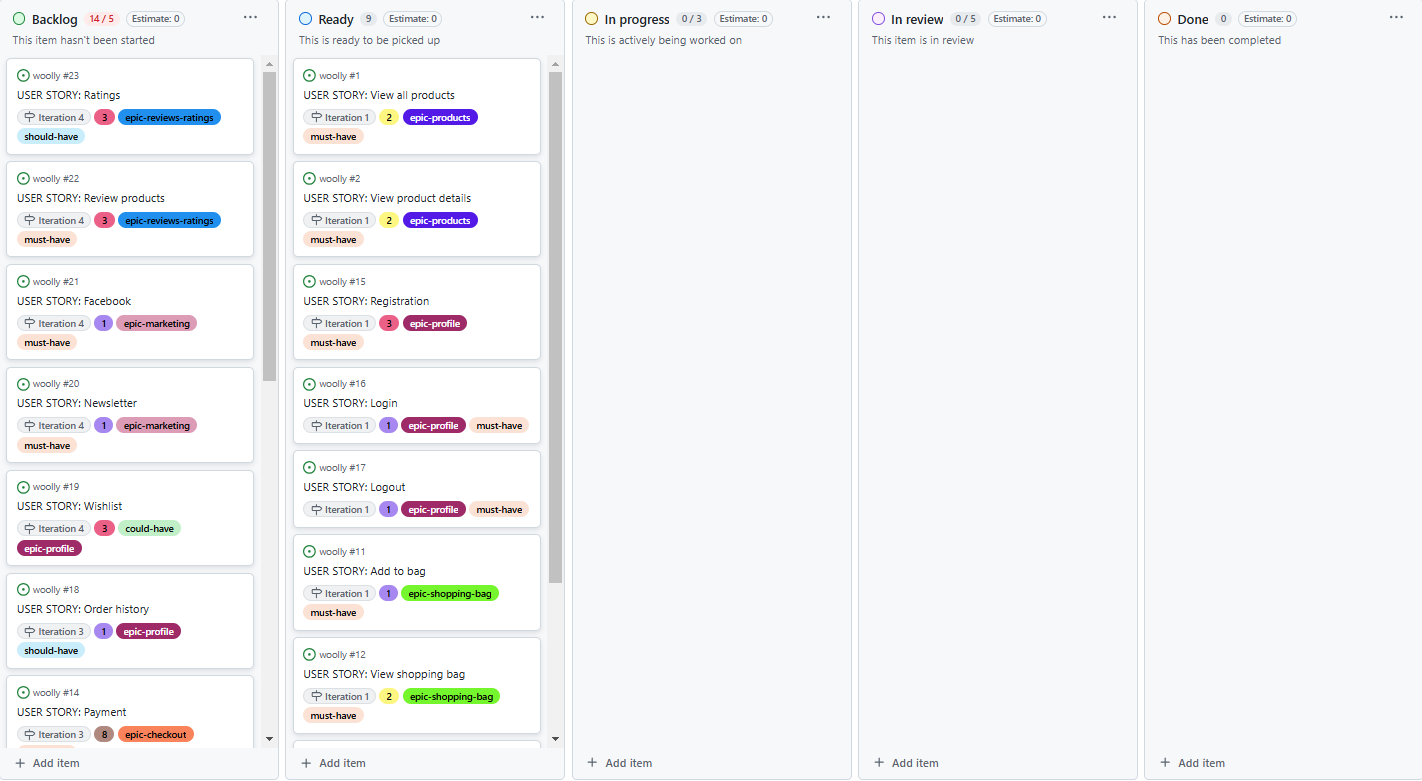 Backlog 14 / 5 Estimate: 0
This item hasn't been started
woolly #23
USER STORY: Ratings
Iteration 4 3 epic-reviews-ratings
should-have
woolly #22
USER STORY: Review products
Iteration 4 3 epic-reviews-ratings
must-have
woolly #21
USER STORY: Facebook
Iteration 4 1 epic-marketing
must-have
woolly #20
USER STORY: Newsletter
Iteration 4 1 epic-marketing
must-have
woolly #19
USER STORY: Wishlist
Iteration 4 3 could-have
epic-profile
woolly #18
USER STORY: Order history
Iteration 3 1 epic-profile
should-have
woolly #14
USER STORY: Payment
Iteration 3 8 epic-checkout
+ Add item
Ready 9 Estimate: 0
This is ready to be picked up
woolly #1
USER STORY: View all products
Iteration 1 2 epic-products
must-have
woolly #2
USER STORY: View product details
Iteration 1 2 epic-products
must-have
woolly #15
USER STORY: Registration
Iteration 1 3 epic-profile
must-have
woolly #16
USER STORY: Login
Iteration 1 1 epic-profile must-have
woolly #17
USER STORY: Logout
Iteration 1 1 epic-profile must-have
woolly #11
USER STORY: Add to bag
Iteration 1 1 epic-shopping-bag
must-have
woolly #12
USER STORY: View shopping bag
Iteration 1 2 epic-shopping-bag
must-have
+ Add item
In progress 0 / 3 Estimate: 0
This is actively being worked on
+ Add item
In review 0 / 5 Estimate: 0
This item is in review
+ Add item
Done 0 Estimate: 0
This has been completed
+ Add item